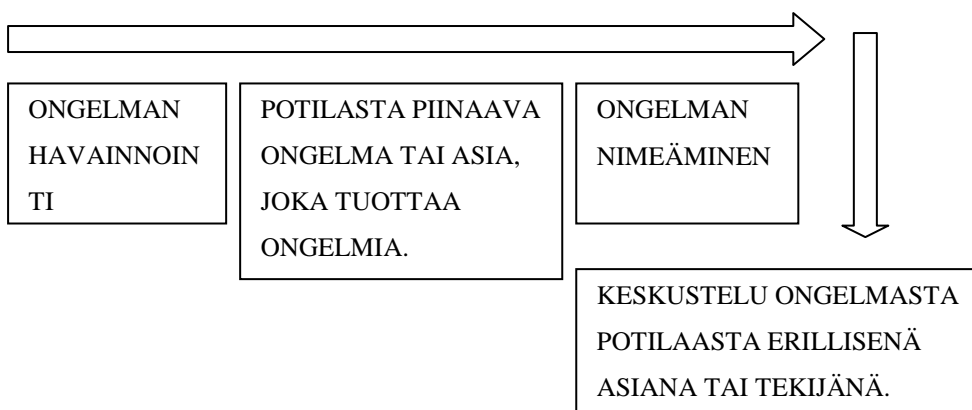 ONGELMAN
HAVAINNOIN
TI
POTILASTA PIINAAVA
ONGELMA TAI ASIA,
JOKA TUOTTAA
ONGELMIA.
ONGELMAN
NIMEÄMINEN
KESKUSTELU ONGELMASTA
POTILAASTA ERILLISENÄ
ASIANA TAI TEKIJÄNÄ.